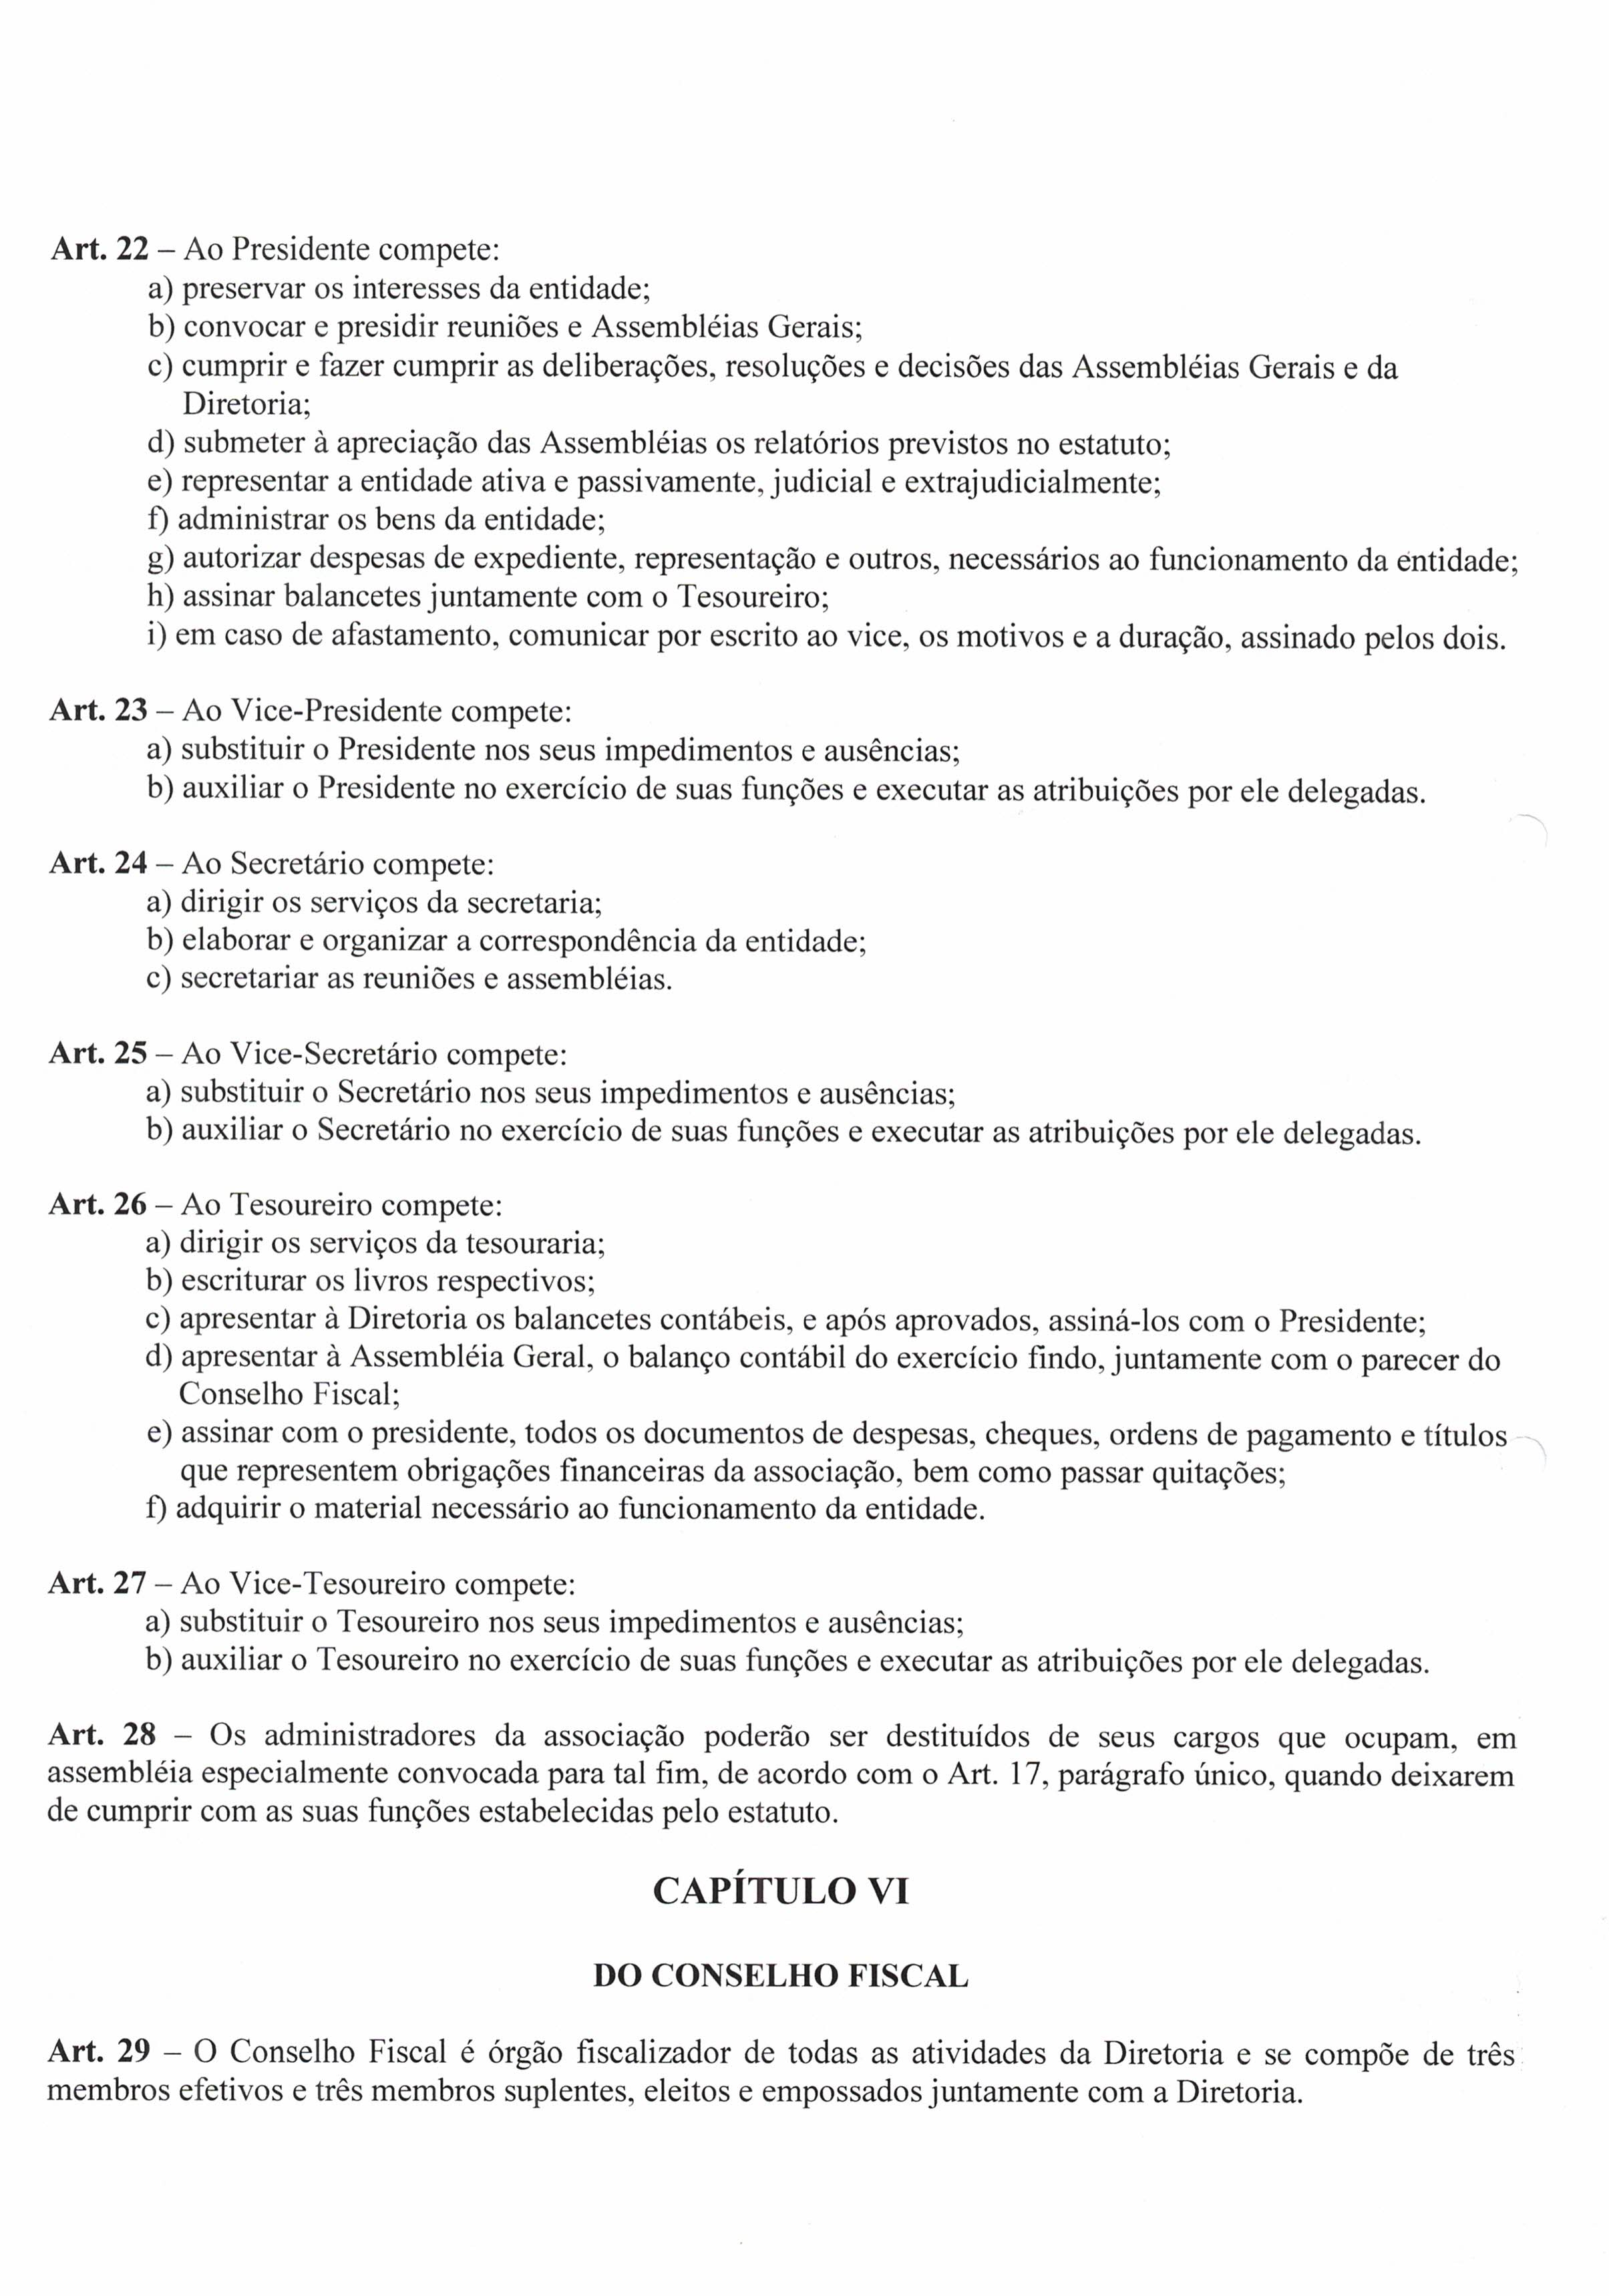 Art. 22 – Ao Presidente compete:
a) preservar os interesses da entidade;
b) convocar e presidir reuniões e Assembléias Gerais;
c) cumprir e fazer cumprir as deliberações, resoluções e decisões das Assembléias Gerais e da
Diretoria;
d) submeter à apreciação das Assembléias os relatórios previstos no estatuto;
e) representar a entidade ativa e passivamente, judicial e extrajudicialmente;
f) administrar os bens da entidade;
g) autorizar despesas de expediente, representação e outros, necessários ao funcionamento da entidade;
h) assinar balancetes juntamente com o Tesoureiro;
i) em caso de afastamento, comunicar por escrito ao vice, os motivos e a duração, assinado pelos dois.
Art. 23 – Ao Vice-Presidente compete:
a) substituir o Presidente nos seus impedimentos e ausências;
b) auxiliar o Presidente no exercício de suas funções e executar as atribuições por ele delegadas.
Art. 24 – Ao Secretário compete:
a) dirigir os serviços da secretaria;
b) elaborar e organizar a correspondência da entidade;
c) secretariar as reuniões e assembléias.
Art. 25 – Ao Vice-Secretário compete:
a) substituir o Secretário nos seus impedimentos e ausências;
b) auxiliar o Secretário no exercício de suas funções e executar as atribuições por ele delegadas.
Art. 26 – Ao Tesoureiro compete:
a) dirigir os serviços da tesouraria;
b) escriturar os livros respectivos;
c) apresentar à Diretoria os balancetes contábeis, e após aprovados, assiná-los com o Presidente;
d) apresentar à Assembléia Geral, o balanço contábil do exercício findo, juntamente com o parecer do
Conselho Fiscal;
e) assinar com o presidente, todos os documentos de despesas, cheques, ordens de pagamento e títulos
que representem obrigações financeiras da associação, bem como passar quitações;
f) adquirir o material necessário ao funcionamento da entidade.
Art. 27 – Ao Vice-Tesoureiro compete:
a) substituir o Tesoureiro nos seus impedimentos e ausências;
b) auxiliar o Tesoureiro no exercício de suas funções e executar as atribuições por ele delegadas.
Art. 28 – Os administradores da associação poderão ser destituídos de seus cargos que ocupam, em
assembléia especialmente convocada para tal fim, de acordo com o Art. 17, parágrafo único, quando deixarem
de cumprir com as suas funções estabelecidas pelo estatuto.
CAPÍTULO VI
DO CONSELHO FISCAL
Art. 29 – O Conselho Fiscal é órgão fiscalizador de todas as atividades da Diretoria e se compõe de três
membros efetivos e três membros suplentes, eleitos e empossados juntamente com a Diretoria.